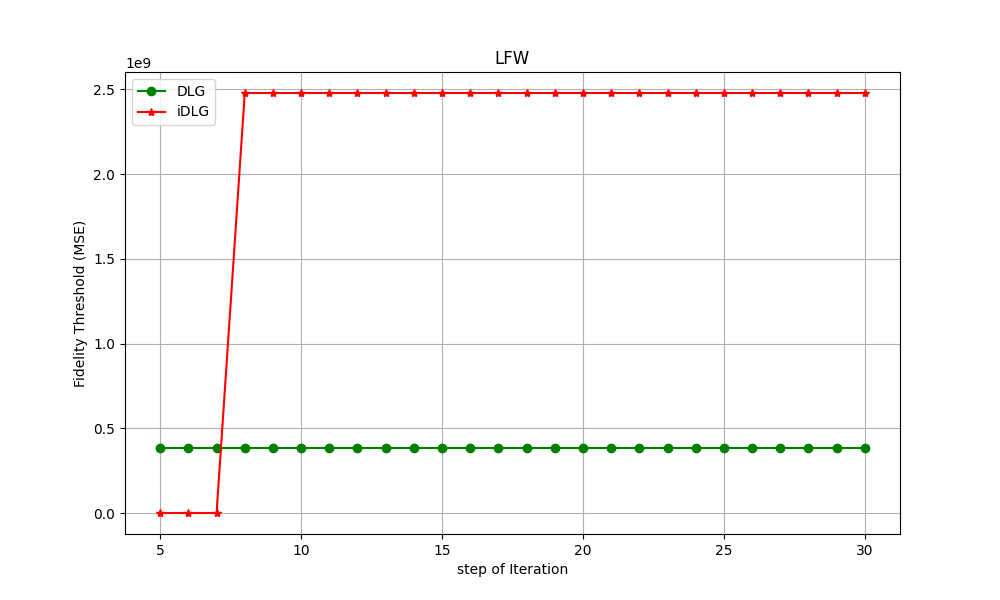 LFW
1e9
DLG
iDLG
2.5
2.0
1.5
1.0
0.5
0.0
Fidelity Threshold (MSE)
5 10 15 20 25 30
step of Iteration